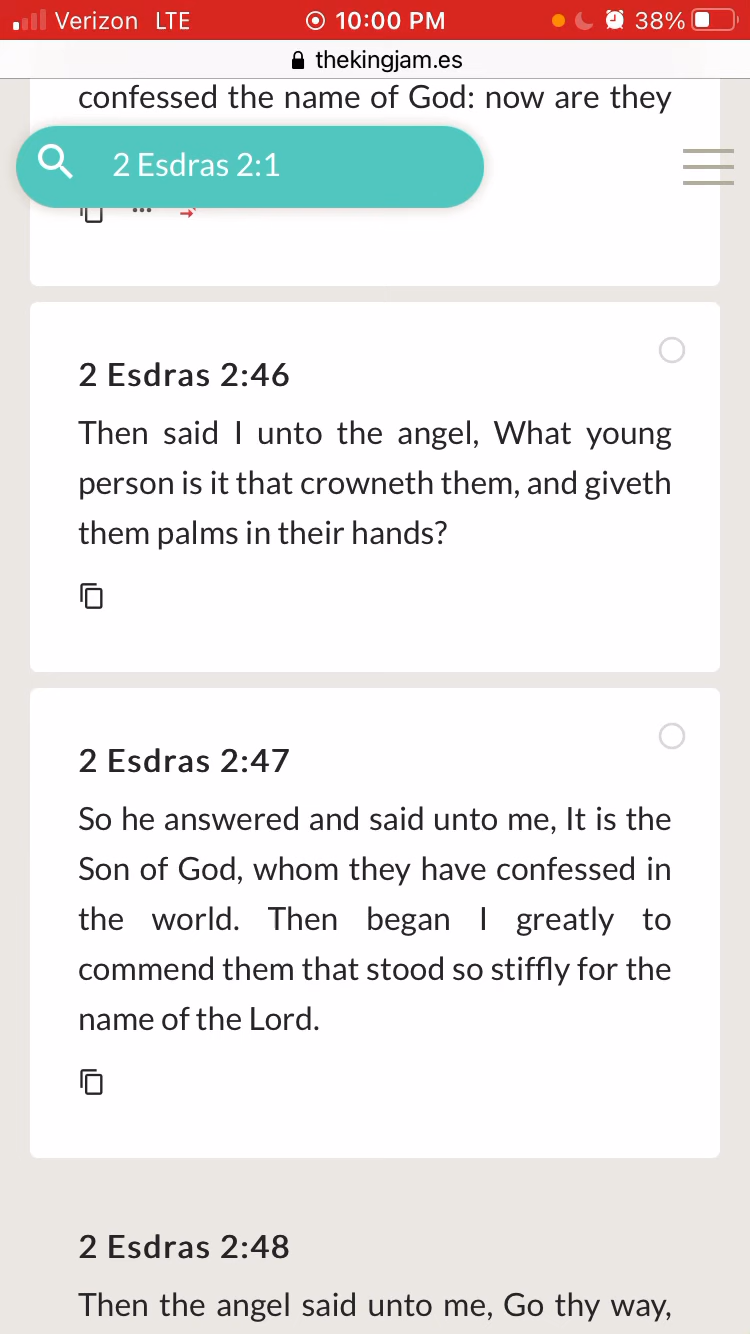 Verizon LTE 10:00 PM 38%
thekingjam.es
confessed the name of God: now are they
2 Esdras 2:1
2 Esdras 2:46
Then said I unto the angel, What young
person is it that crowneth them, and giveth
them palms in their hands?
2 Esdras 2:47
So he answered and said unto me, It is the
Son of God, whom they have confessed in
the world. Then began I greatly to
commend them that stood so stiffly for the
name of the Lord.
2 Esdras 2:48
Then the angel said unto me, Go thy way,